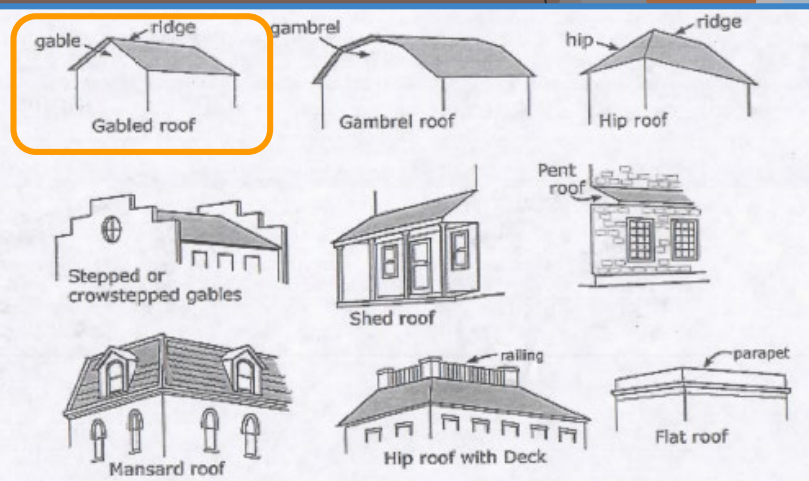 gable
ridge
Gabled roof
gambrel
Gambrel roof
hip
ridge
Hip roof
Stepped or
crowstepped gables
Shed roof
Pent
roof
Mansard roof
railing
Hip roof with Deck
parapet
Flat roof